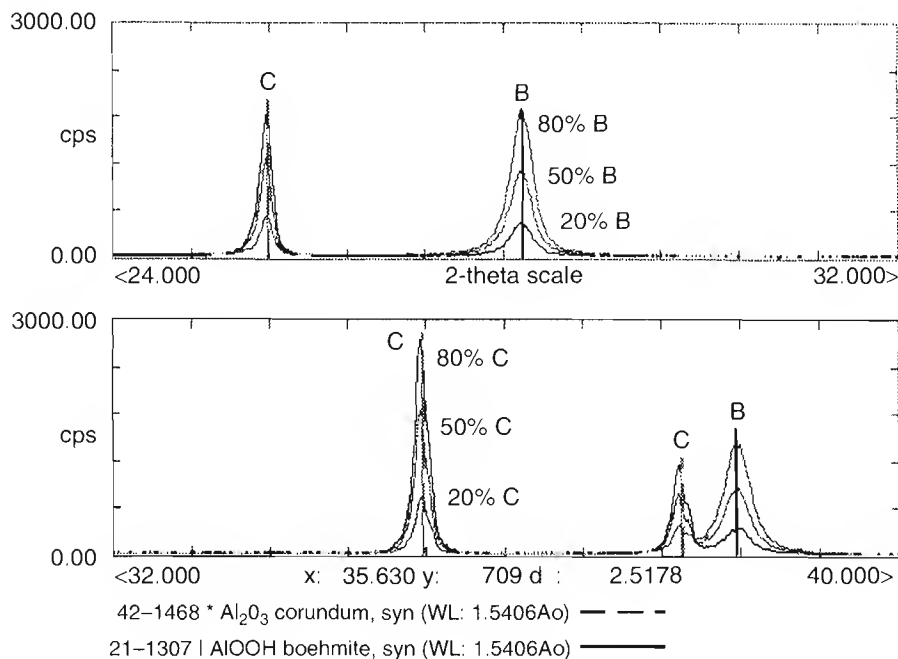 3000.00
C
B
80% B
cps
50% B
20% B
0.00
<24.000 2-theta scale 32.000>
3000.00
C
80% C
B
cps
50% C
C
20% C
0.00
<32.000 x: 35.630 y: 709 d : 2.5178 40.000>
42–1468 * Al₂0₃ corundum, syn (WL: 1.5406Ao)
21–1307 | AlOOH boehmite, syn (WL: 1.5406Ao)